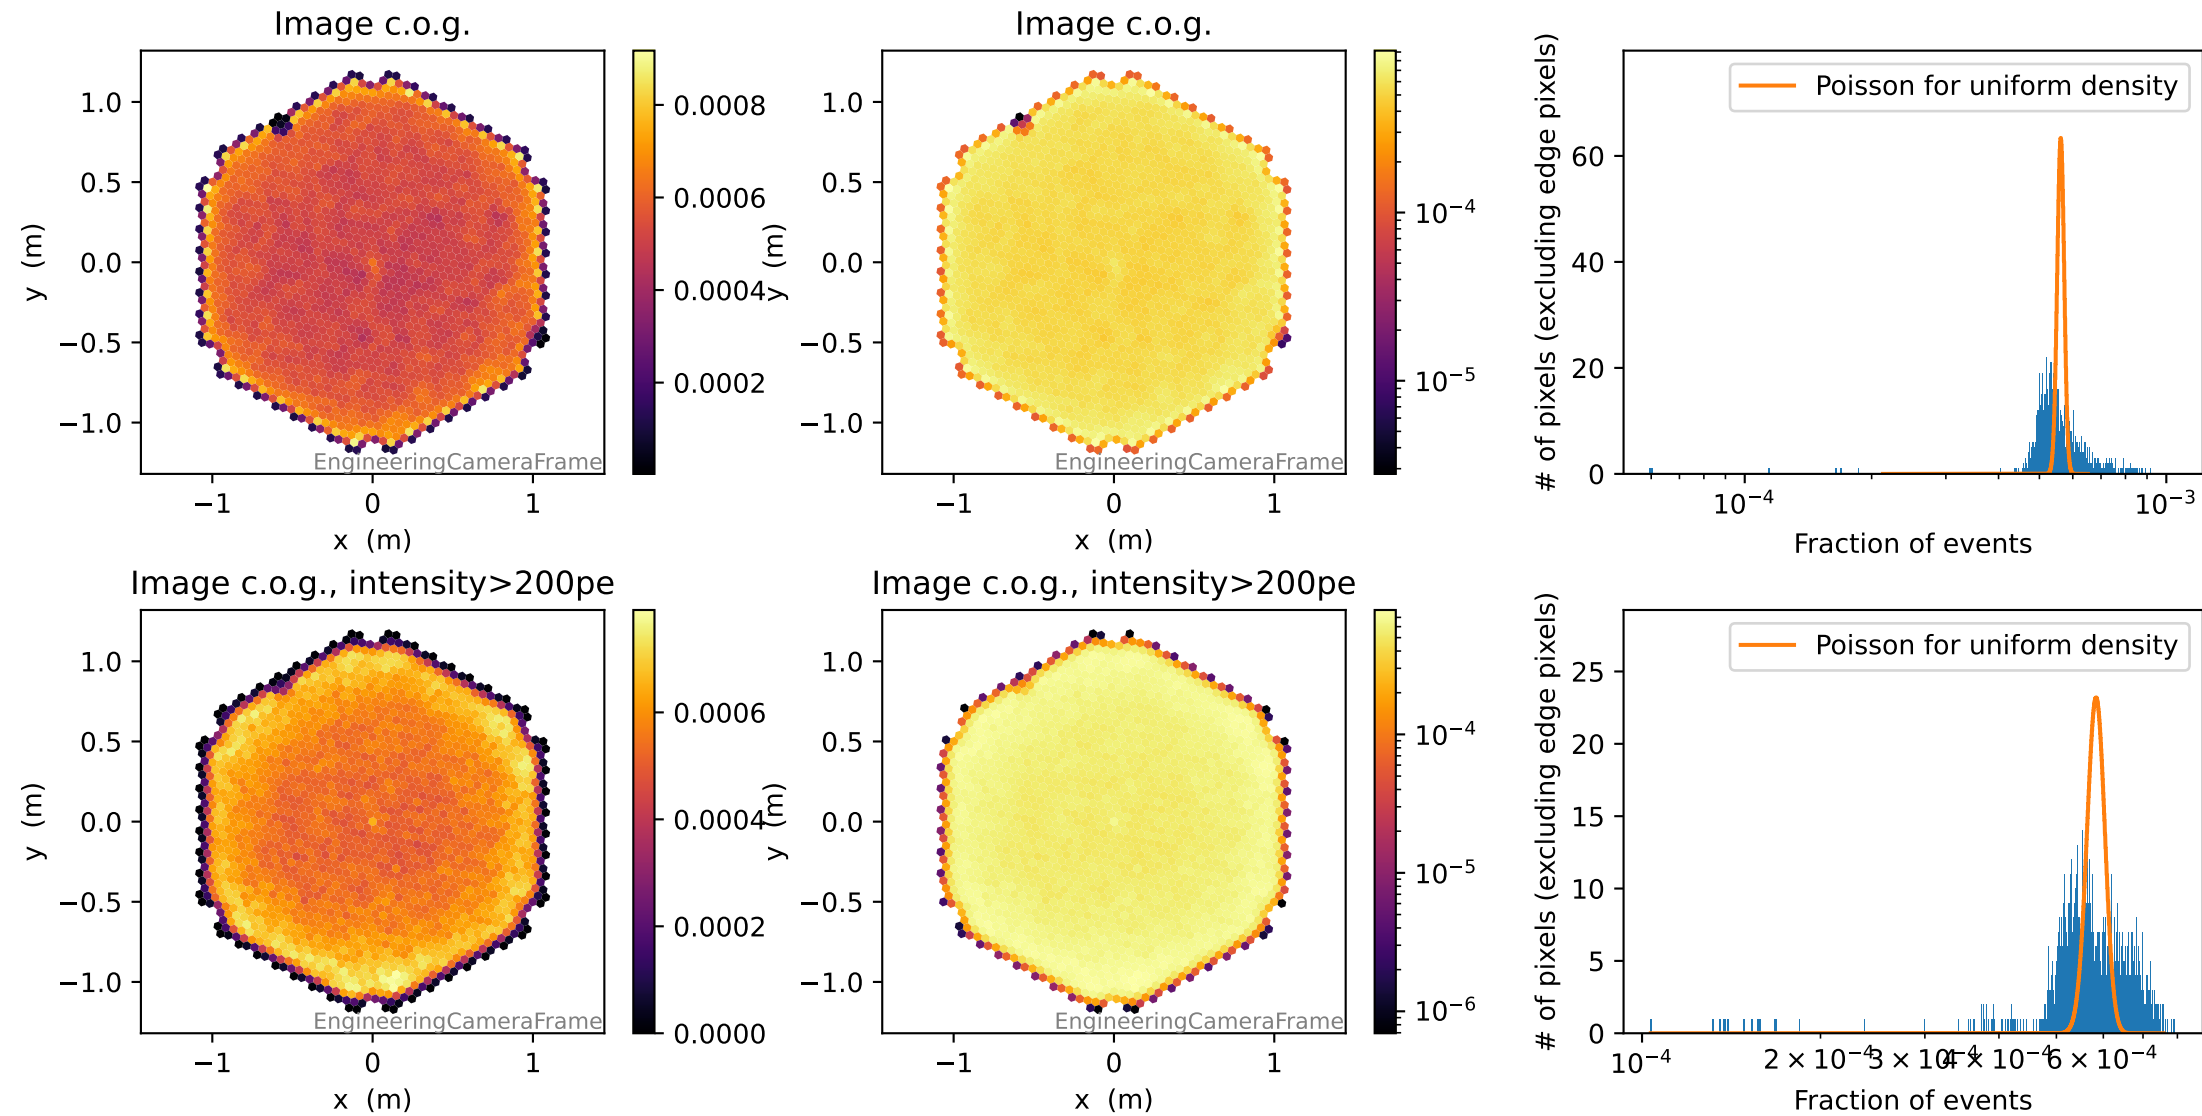 Image c.o.g.
1.0
0.5
0.0
−0.5
−1.0
y (m)
−1
0
1
x (m)
EngineeringCameraFrame
0.0008
0.0006
0.0004
0.0002
Image c.o.g.
1.0
0.5
0.0
−0.5
−1.0
y (m)
−1
0
1
x (m)
EngineeringCameraFrame
10⁻⁴
10⁻⁵
Poisson for uniform density
# of pixels (excluding edge pixels)
60
40
20
0
10⁻⁴
10⁻³
Fraction of events
Image c.o.g., intensity>200pe
1.0
0.5
0.0
−0.5
−1.0
y (m)
−1
0
1
x (m)
EngineeringCameraFrame
0.0006
0.0004
0.0002
0.0000
Image c.o.g., intensity>200pe
1.0
0.5
0.0
−0.5
−1.0
y (m)
−1
0
1
x (m)
EngineeringCameraFrame
10⁻⁴
10⁻⁵
10⁻⁶
Poisson for uniform density
# of pixels (excluding edge pixels)
25
20
15
10
5
0
10⁻⁴
2 × 10⁻⁴
3 × 10⁻⁴
4 × 10⁻⁴
6 × 10⁻⁴
Fraction of events